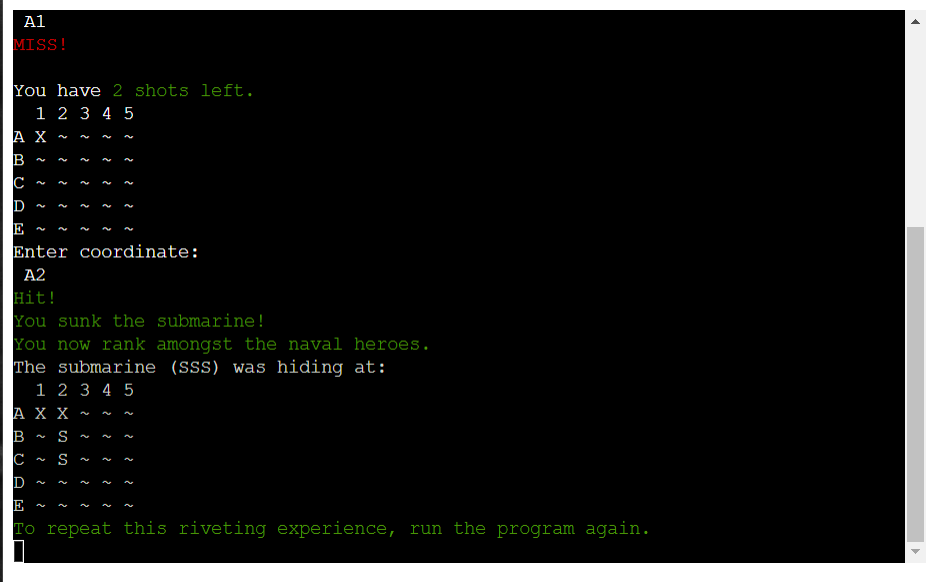 A1
MISS!
You have 2 shots left.
1 2 3 4 5
A X ~ ~ ~ ~
B ~ ~ ~ ~ ~
C ~ ~ ~ ~ ~
D ~ ~ ~ ~ ~
E ~ ~ ~ ~ ~
Enter coordinate:
A2
Hit!
You sunk the submarine!
You now rank amongst the naval heroes.
The submarine (SSS) was hiding at:
1 2 3 4 5
A X X ~ ~ ~
B ~ S ~ ~ ~
C ~ S ~ ~ ~
D ~ ~ ~ ~ ~
E ~ ~ ~ ~ ~
To repeat this riveting experience, run the program again.